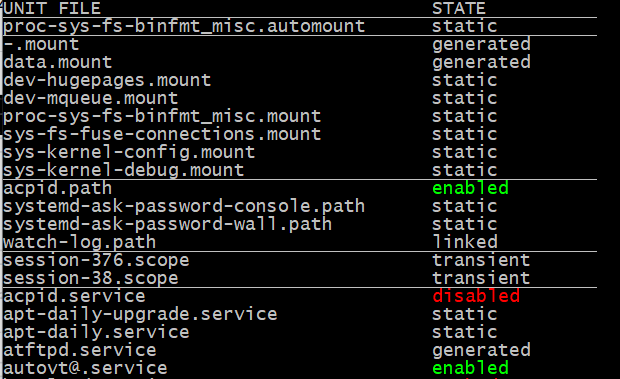 UNIT FILE STATE
proc-sys-fs-binfmt_misc.automount static
-.mount generated
data.mount generated
dev-hugepages.mount static
dev-mqueue.mount static
proc-sys-fs-binfmt_misc.mount static
sys-fs-fuse-connections.mount static
sys-kernel-config.mount static
sys-kernel-debug.mount static
acpid.path enabled
systemd-ask-password-console.path static
systemd-ask-password-wall.path static
watch-log.path linked
session-376.scope transient
session-38.scope transient
acpid.service disabled
apt-daily-upgrade.service static
apt-daily.service static
atftpd.service generated
autovt@.service enabled